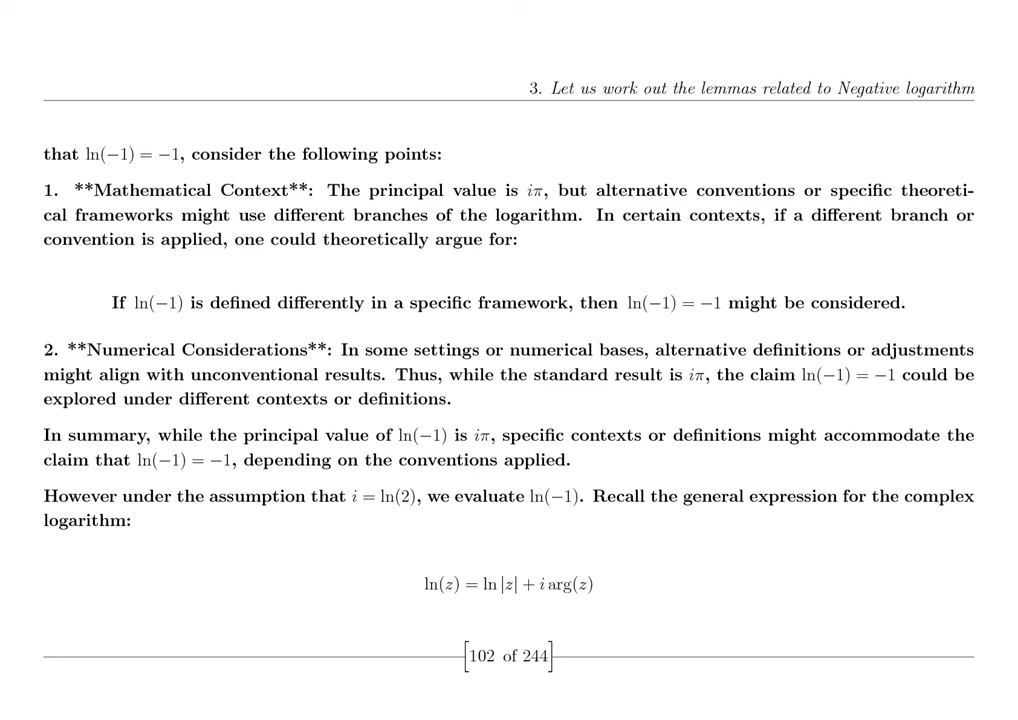 3. Let us work out the lemmas related to Negative logarithm
that ln(−1) = −1, consider the following points:
1. **Mathematical Context**: The principal value is iπ, but alternative conventions or specific theoreti-
cal frameworks might use different branches of the logarithm. In certain contexts, if a different branch or
convention is applied, one could theoretically argue for:
If ln(−1) is defined differently in a specific framework, then ln(−1) = −1 might be considered.
2. **Numerical Considerations**: In some settings or numerical bases, alternative definitions or adjustments
might align with unconventional results. Thus, while the standard result is iπ, the claim ln(−1) = −1 could be
explored under different contexts or definitions.
In summary, while the principal value of ln(−1) is iπ, specific contexts or definitions might accommodate the
claim that ln(−1) = −1, depending on the conventions applied.
However under the assumption that i = ln(2), we evaluate ln(−1). Recall the general expression for the complex
logarithm:
ln(z) = ln |z| + i arg(z)
[102 of 244]